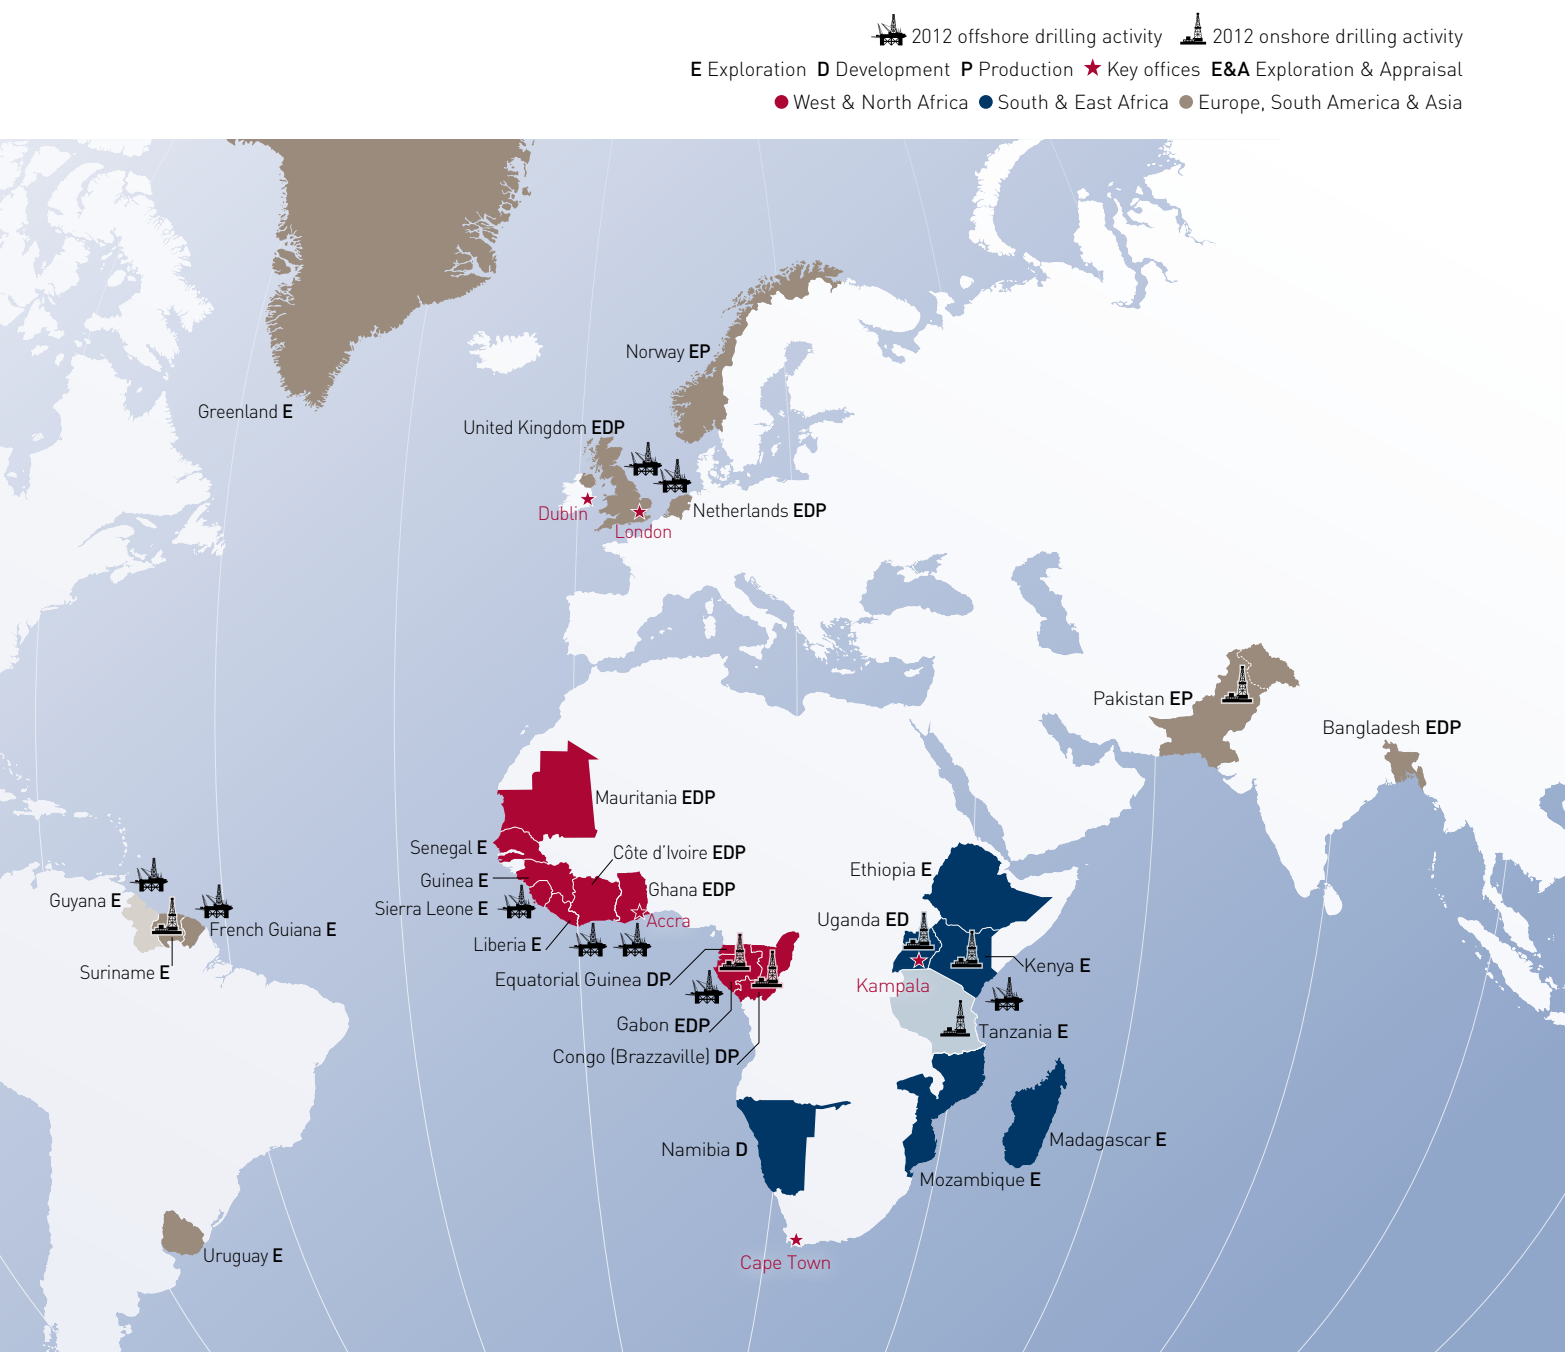 2012 offshore drilling activity 2012 onshore drilling activity
E Exploration D Development P Production Key offices E&A Exploration & Appraisal
West & North Africa South & East Africa Europe, South America & Asia
Norway EP
Greenland E
United Kingdom EDP
Netherlands EDP
Dublin
London
Pakistan EP
Bangladesh EDP
Mauritania EDP
Senegal E
Côte d’Ivoire EDP
Guinea E
Ghana EDP
Ethiopia E
Guyana E
Sierra Leone E
Accra
Uganda ED
French Guiana E
Liberia E
Kenya E
Suriname E
Equatorial Guinea DP
Kampala
Gabon EDP
Tanzania E
Congo (Brazzaville) DP
Madagascar E
Namibia D
Mozambique E
Uruguay E
Cape Town